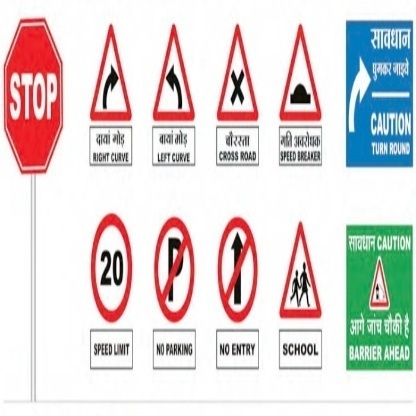 STOP
दायां मोड़
RIGHT CURVE
बायां मोड़
LEFT CURVE
चौरस्ता
CROSS ROAD
गति अवरोधक
SPEED BREAKER
सावधान
घुमकर जाइये
CAUTION
TURN ROUND
20
SPEED LIMIT
P
NO PARKING
NO ENTRY
SCHOOL
सावधान CAUTION
आगे जांच चौकी है
BARRIER AHEAD